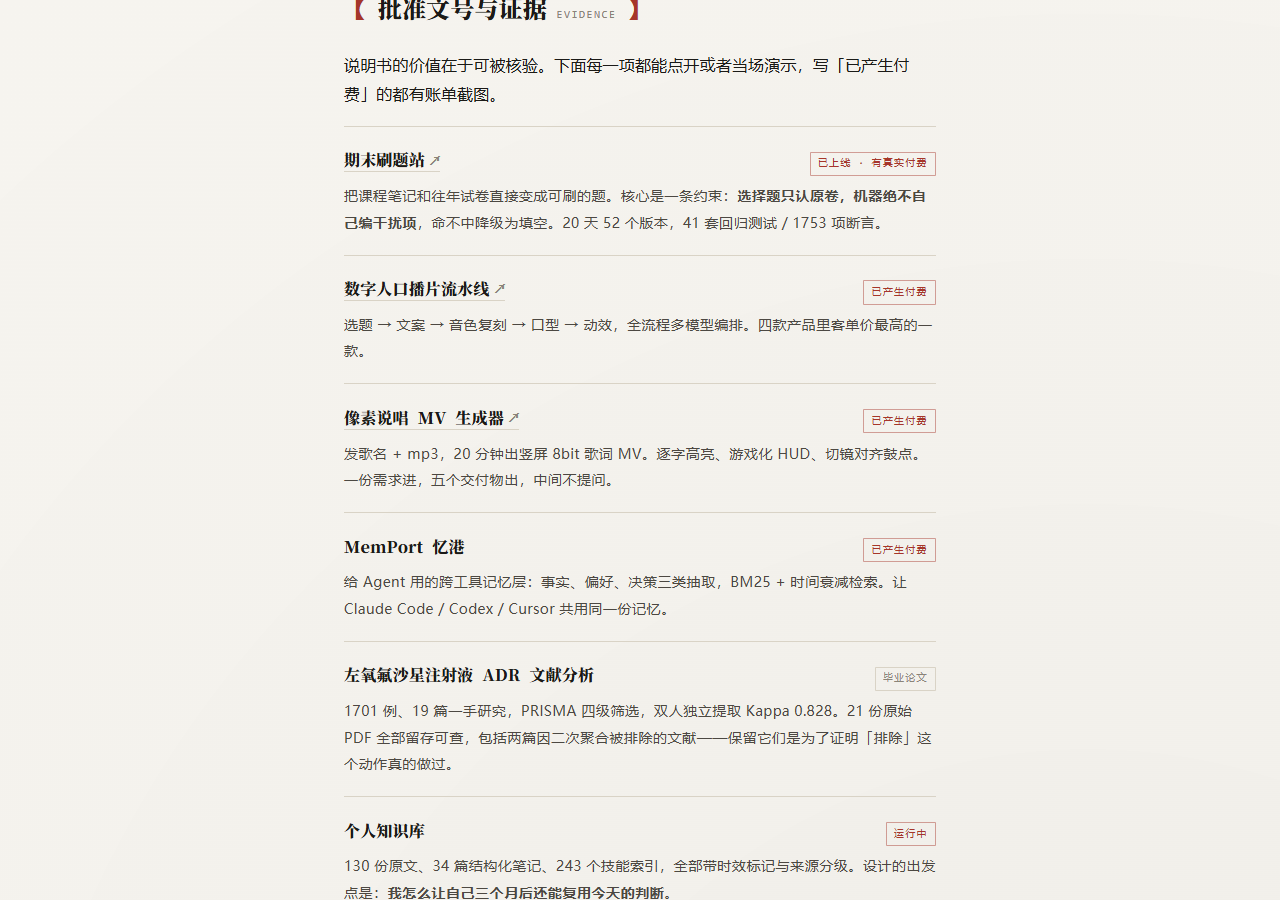 【 批准文号与证据 EVIDENCE 】
说明书的价值在于可被核验。下面每一项都能点开或者当场演示，写「已产生付
费」的都有账单截图。
期末刷题站 ↗ 已上线 · 有真实付费
把课程笔记和往年试卷直接变成可刷的题。核心是一条约束：选择题只认原卷，机器绝不自
己编干扰项，命不中降级为填空。20 天 52 个版本，41 套回归测试 / 1753 项断言。
数字人口播片流水线 ↗ 已产生付费
选题 → 文案 → 音色复刻 → 口型 → 动效，全流程多模型编排。四款产品里客单价最高的一
款。
像素说唱 MV 生成器 ↗ 已产生付费
发歌名 + mp3，20 分钟出竖屏 8bit 歌词 MV。逐字高亮、游戏化 HUD、切镜对齐鼓点。
一份需求进，五个交付物出，中间不提问。
MemPort 忆港 已产生付费
给 Agent 用的跨工具记忆层：事实、偏好、决策三类抽取，BM25 + 时间衰减检索。让
Claude Code / Codex / Cursor 共用同一份记忆。
左氧氟沙星注射液 ADR 文献分析 毕业论文
1701 例、19 篇一手研究，PRISMA 四级筛选，双人独立提取 Kappa 0.828。21 份原始
PDF 全部留存可查，包括两篇因二次聚合被排除的文献——保留它们是为了证明「排除」这
个动作真的做过。
个人知识库 运行中
130 份原文、34 篇结构化笔记、243 个技能索引，全部带时效标记与来源分级。设计的出发
点是：我怎么让自己三个月后还能复用今天的判断。